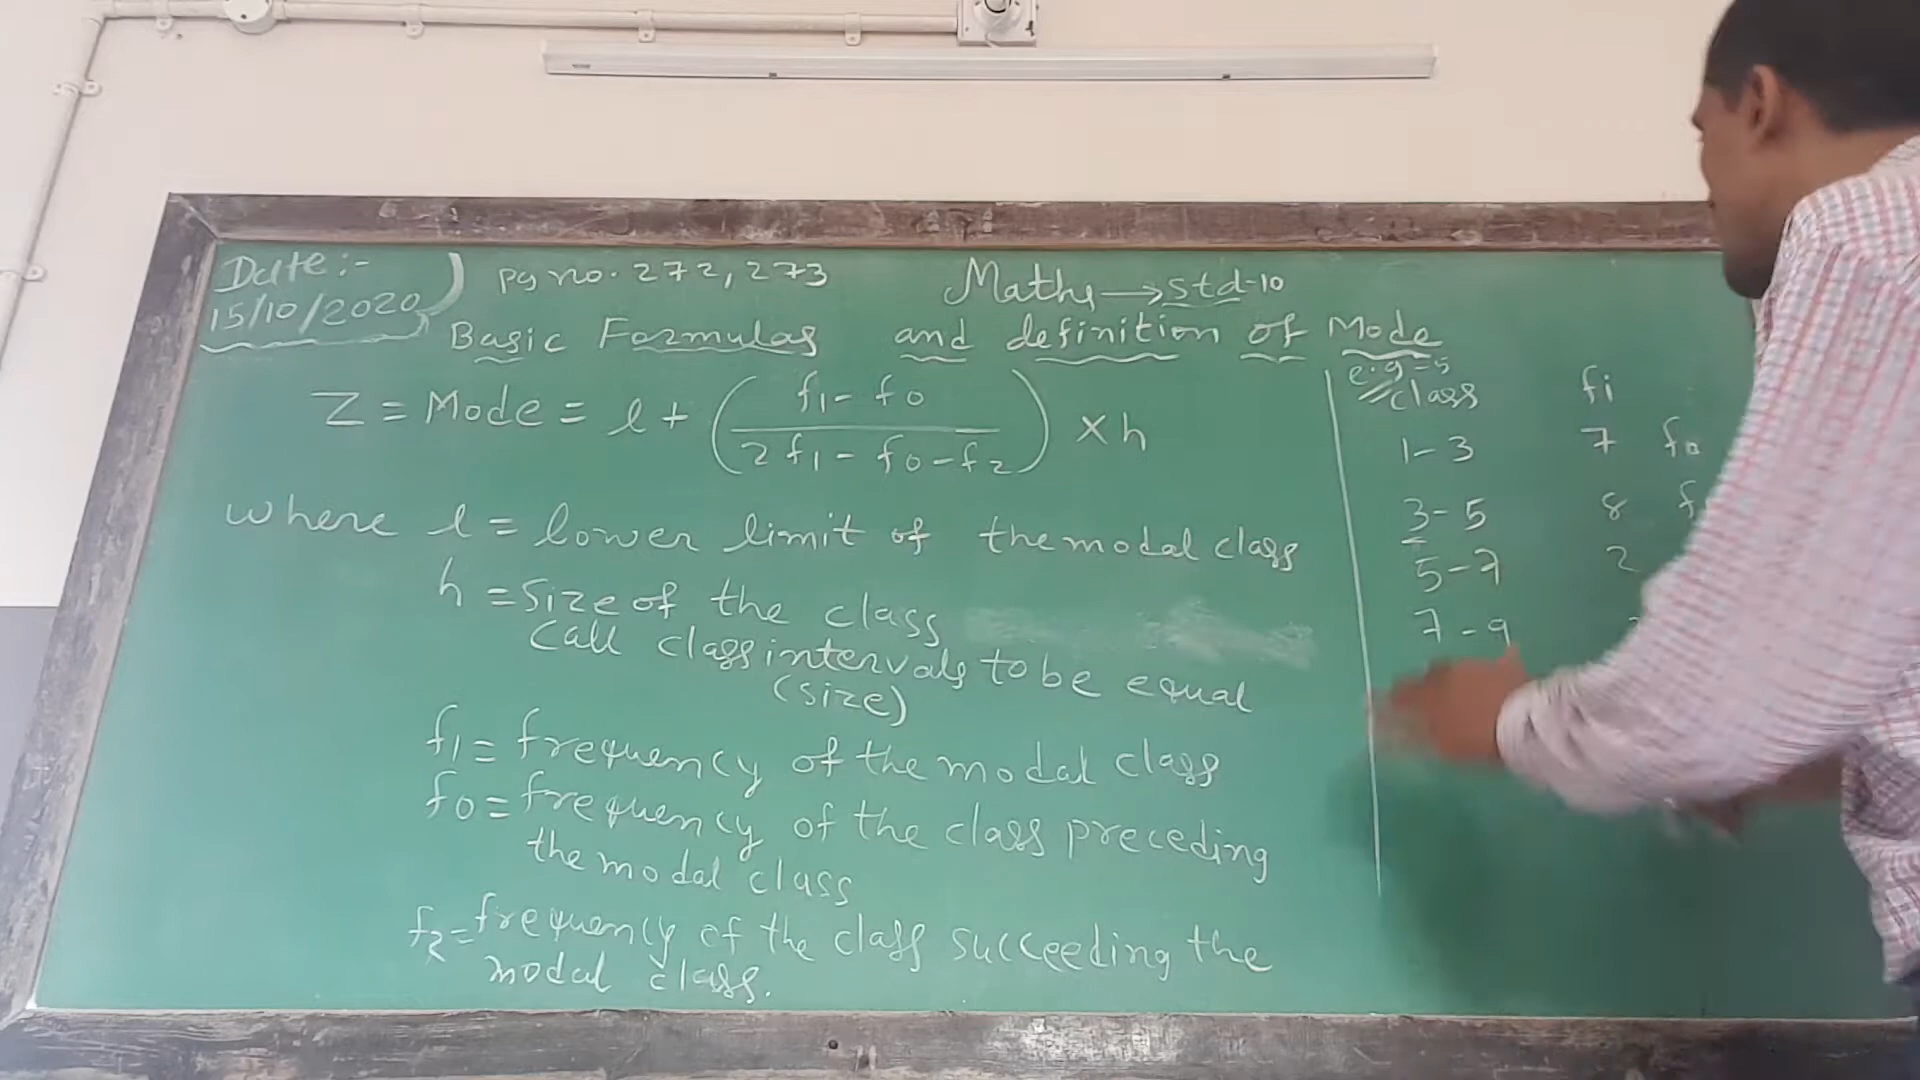 Date:-
15/10/2020
pg no. 272, 273
Maths → std-10
Basic Formulas and definition of Mode
Z = Mode = l + ( f1 - f0 / 2 f1 - f0 - f2 ) × h
where l = lower limit of the modal class
h = size of the class
Call class intervals to be equal
(size)
f1 = frequency of the modal class
f0 = frequency of the class preceding
the modal class
f2 = frequency of the class succeeding the
modal class.
e.g = 5
class fi
1 - 3 7 f0
3 - 5 8
5 - 7 2
7 - 9